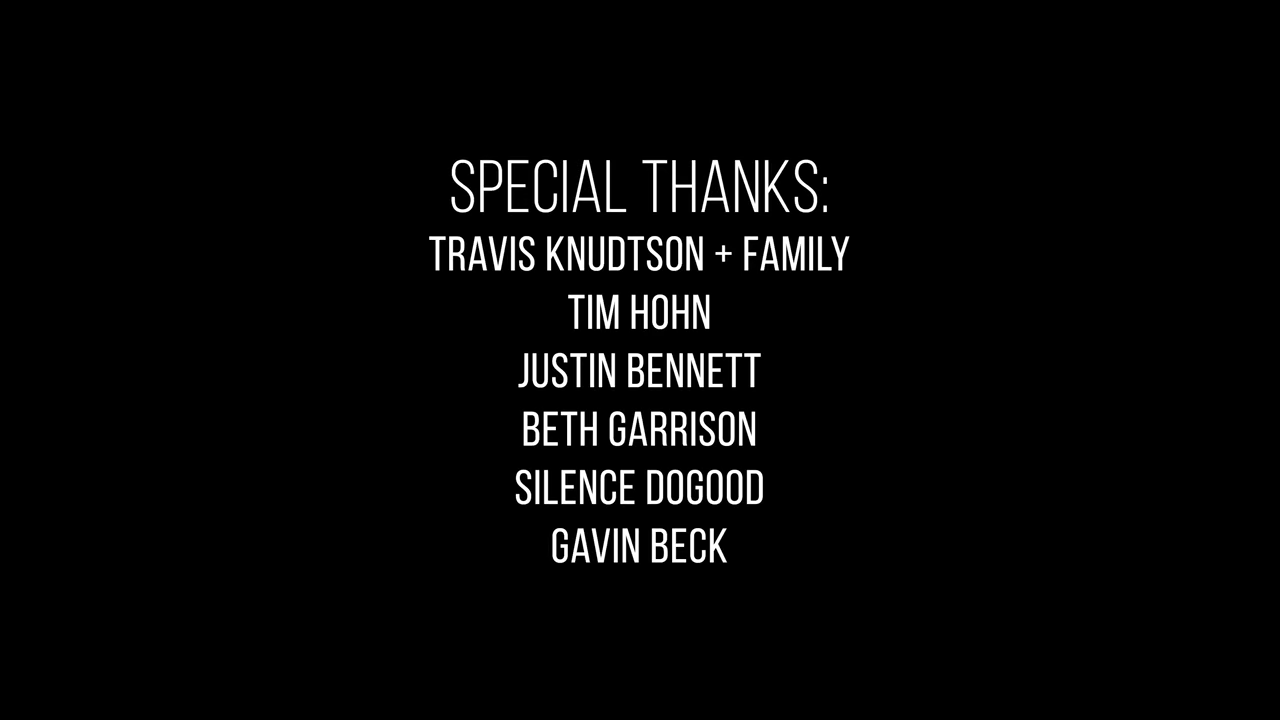 SPECIAL THANKS:
TRAVIS KNUDTSON + FAMILY
TIM HOHN
JUSTIN BENNETT
BETH GARRISON
SILENCE DOGOOD
GAVIN BECK